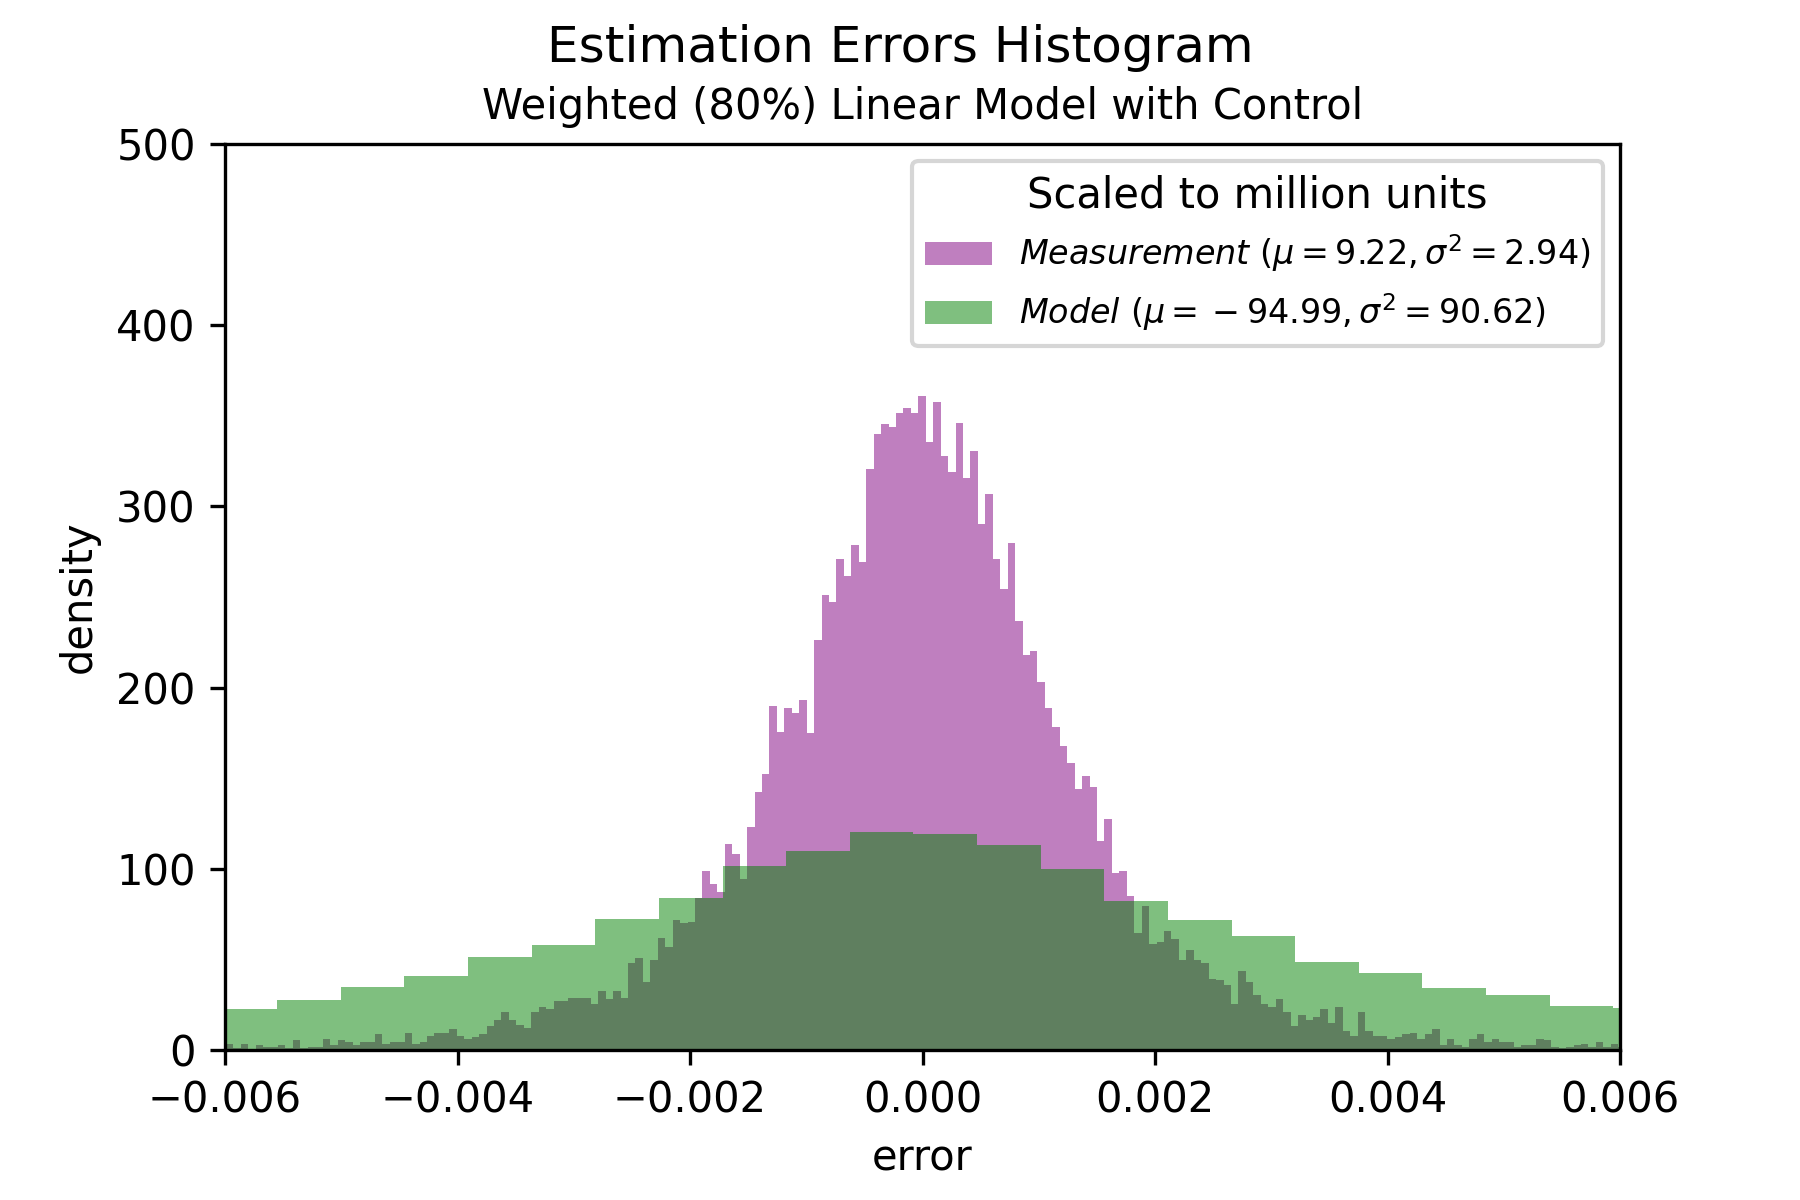 Estimation Errors Histogram
Weighted (80%) Linear Model with Control
500
400
300
200
100
0
density
Scaled to million units
Measurement (μ = 9.22, σ² = 2.94)
Model (μ = − 94.99, σ² = 90.62)
−0.006 −0.004 −0.002 0.000 0.002 0.004 0.006
error